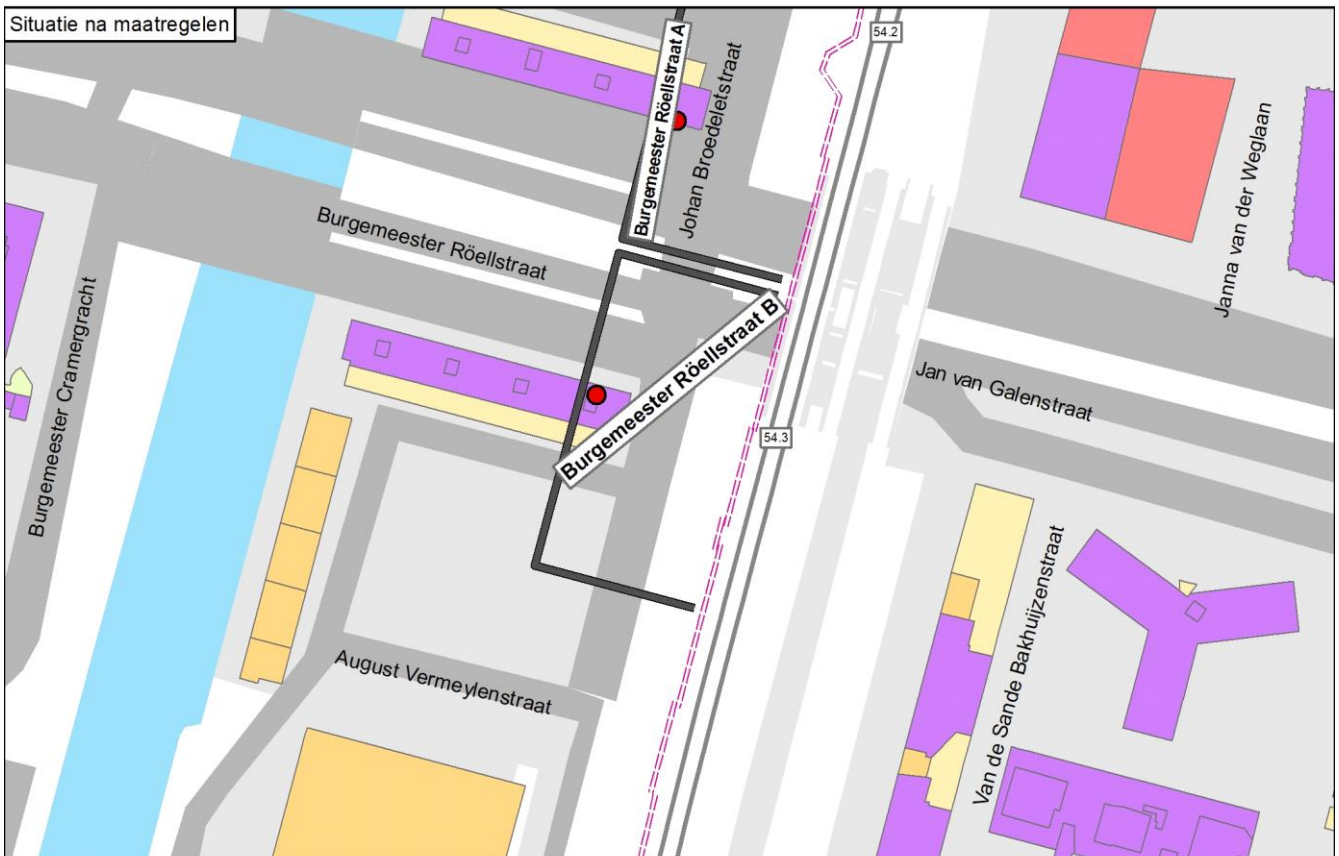 Situatie na maatregelen
54.2
Burgemeester Röellstraat A
Johan Broedeletstraat
Janna van der Weglaan
Burgemeester Röellstraat
Burgemeester Cramergracht
Burgemeester Röellstraat B
Jan van Galenstraat
54.3
Van de Sande Bakhuijzenstraat
August Vermeylenstraat